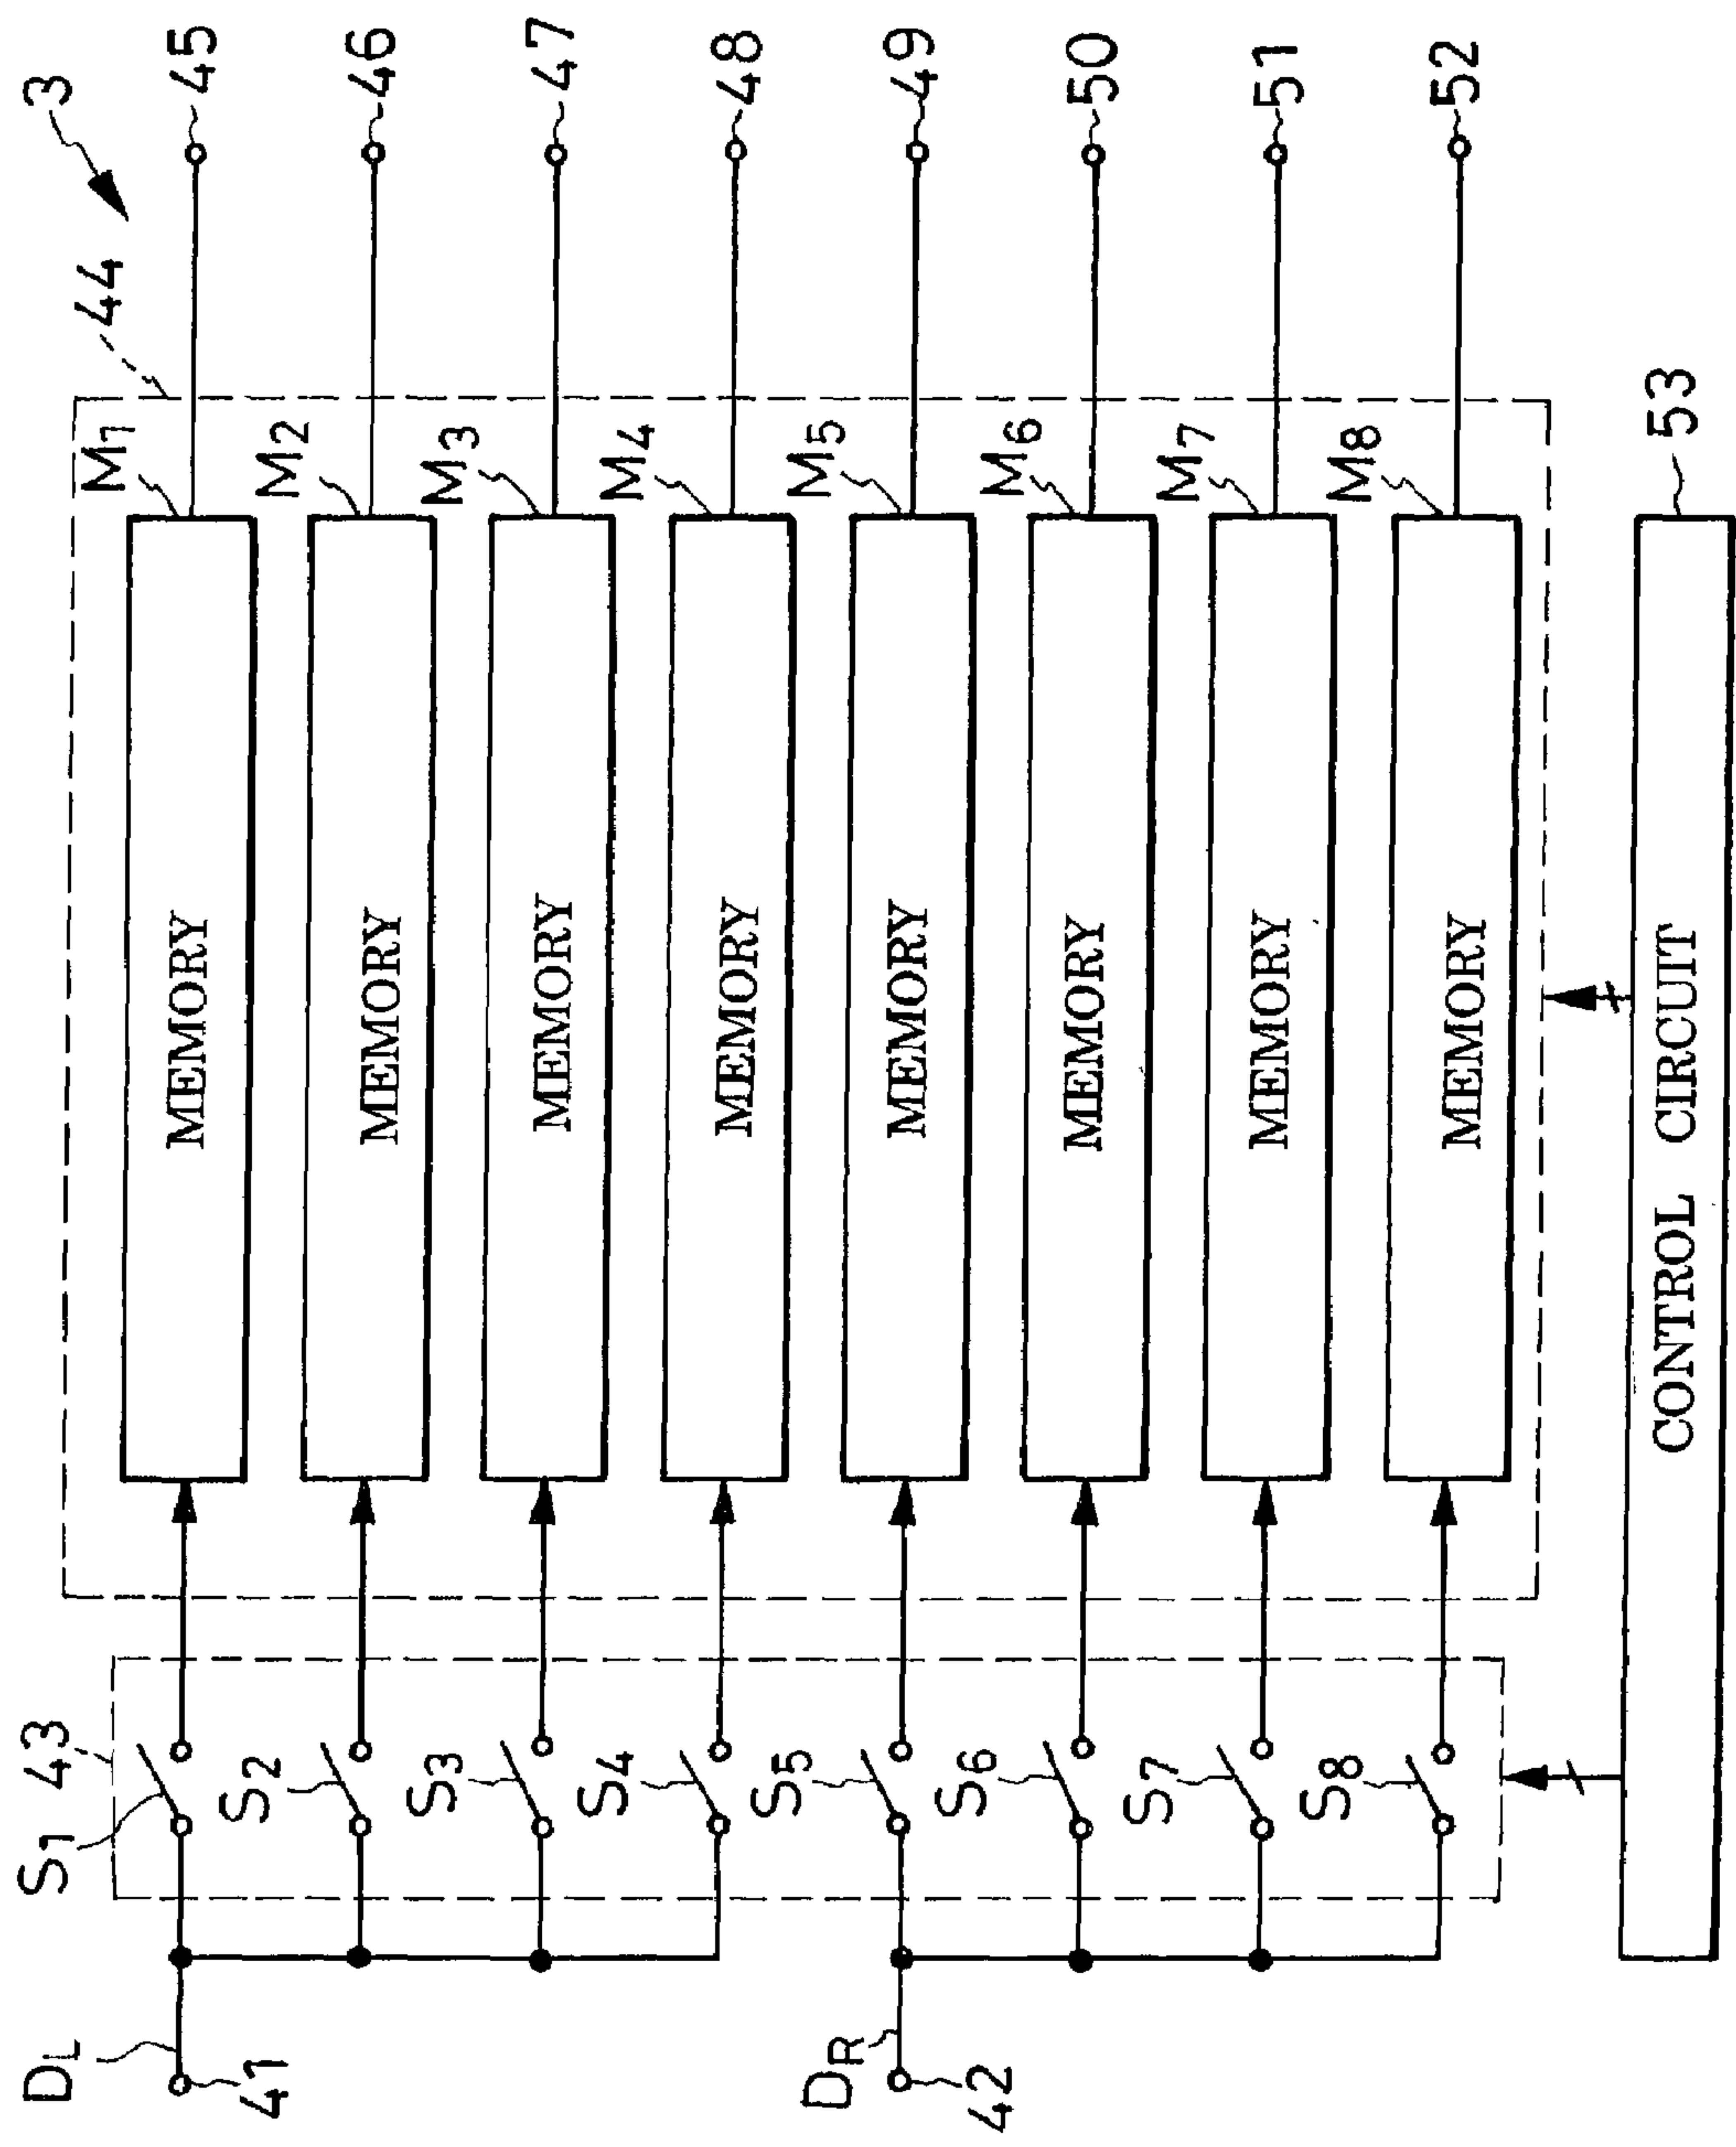 3
44
M1
MEMORY
45
M2
MEMORY
46
M3
MEMORY
47
M4
MEMORY
48
M5
MEMORY
49
M6
MEMORY
50
M7
MEMORY
51
M8
MEMORY
52
43
S1
S2
S3
S4
S5
S6
S7
S8
DL
41
DR
42
CONTROL CIRCUIT
53